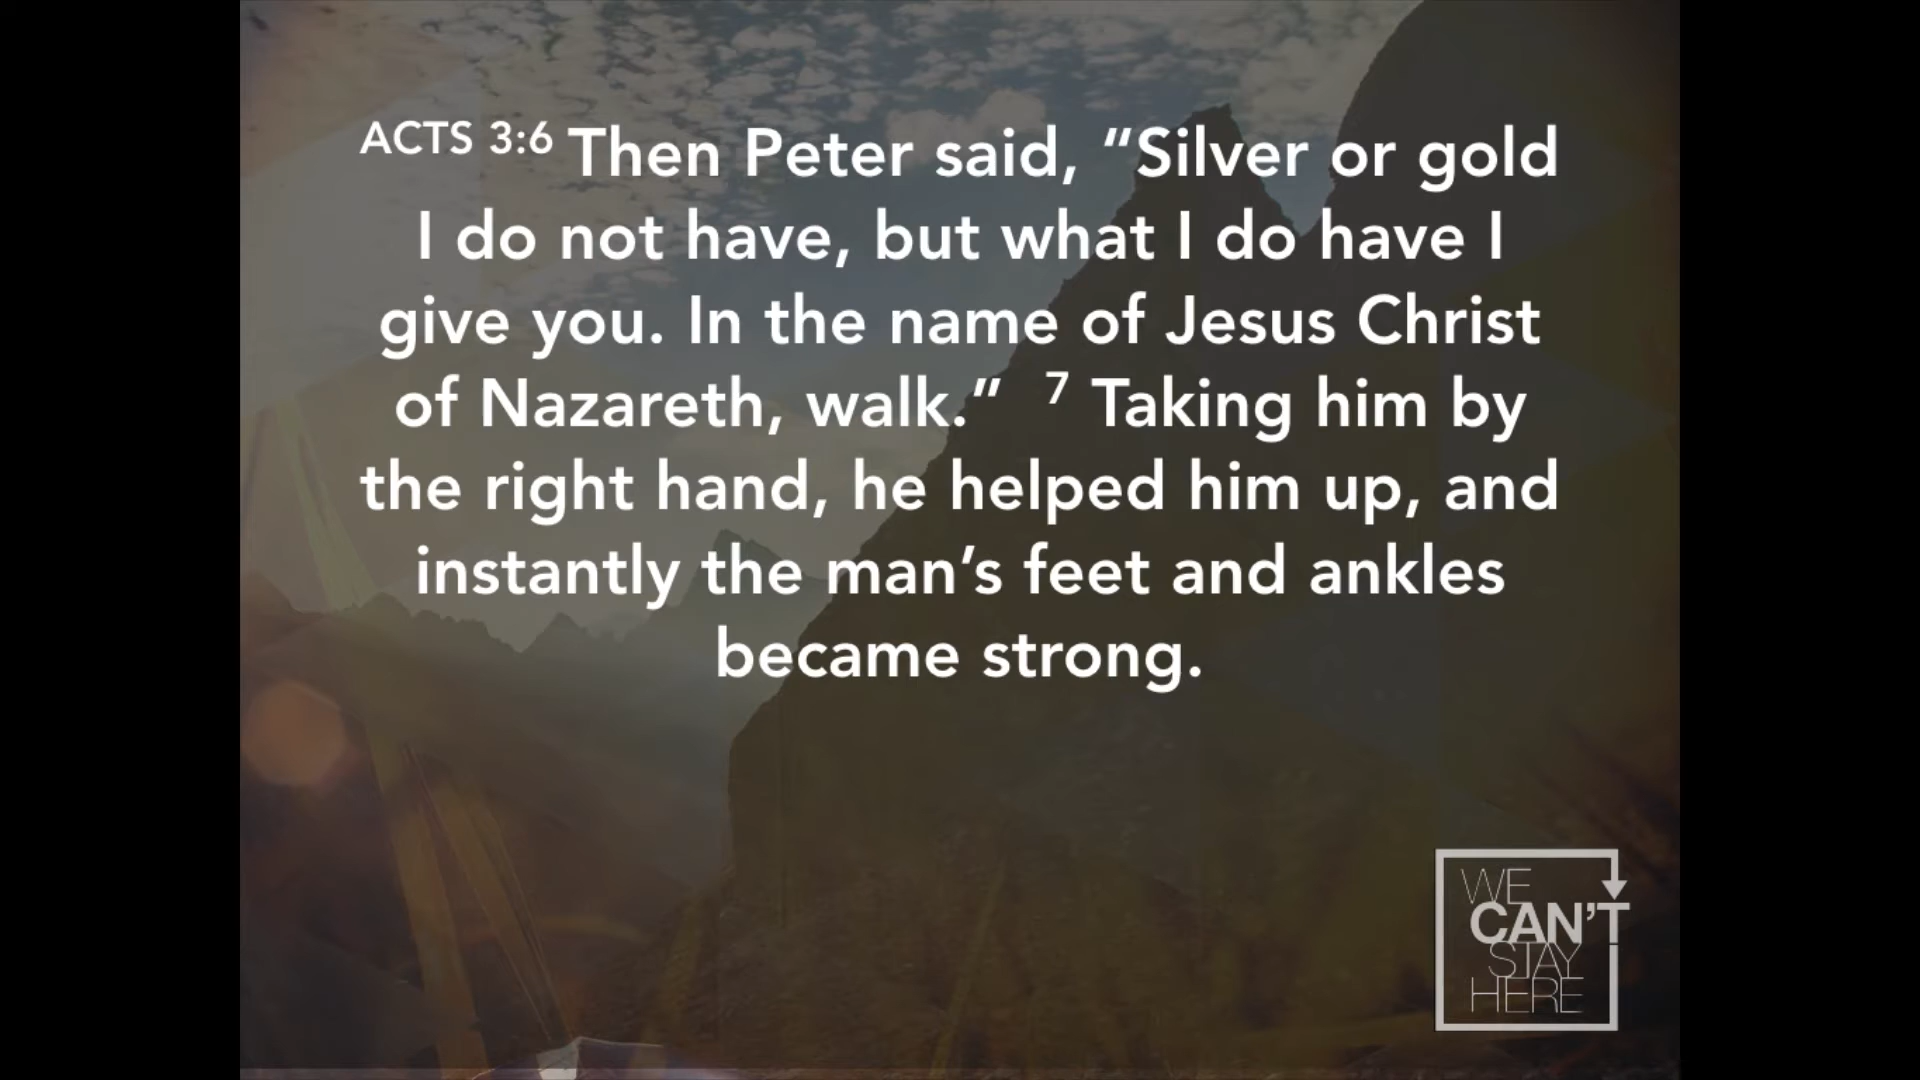 ACTS 3:6 Then Peter said, “Silver or gold
I do not have, but what I do have I
give you. In the name of Jesus Christ
of Nazareth, walk.” 7 Taking him by
the right hand, he helped him up, and
instantly the man’s feet and ankles
became strong.
WE
CAN’T
STAY
HERE